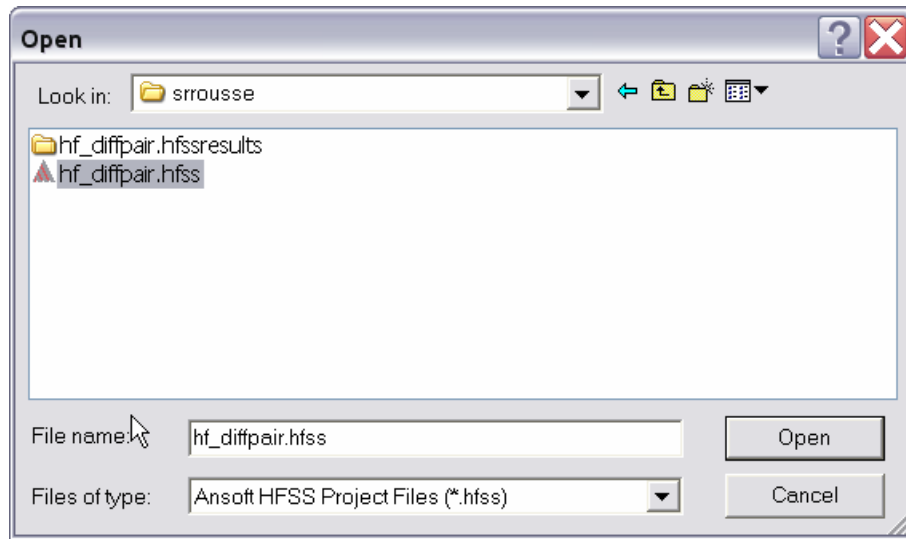 Open
Look in: srrousse
hf_diffpair.hfssresults
hf_diffpair.hfss
File name: hf_diffpair.hfss Open
Files of type: Ansoft HFSS Project Files (*.hfss) Cancel